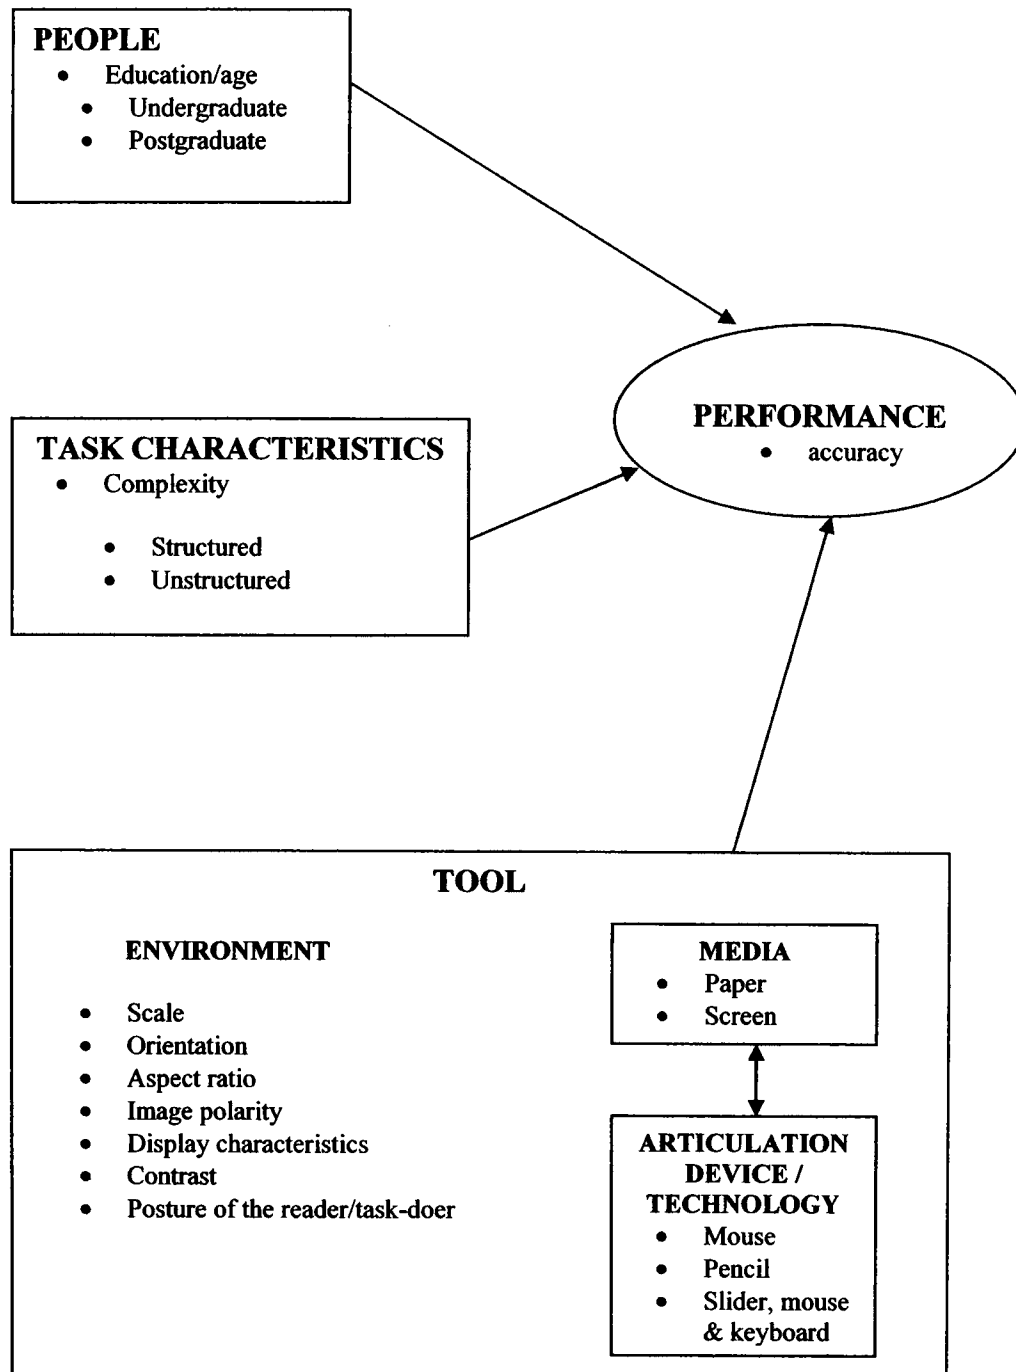 PEOPLE
• Education/age
• Undergraduate
• Postgraduate
PERFORMANCE
• accuracy
TASK CHARACTERISTICS
• Complexity
• Structured
• Unstructured
TOOL
ENVIRONMENT
• Scale
• Orientation
• Aspect ratio
• Image polarity
• Display characteristics
• Contrast
• Posture of the reader/task-doer
MEDIA
• Paper
• Screen
ARTICULATION
DEVICE /
TECHNOLOGY
• Mouse
• Pencil
• Slider, mouse
& keyboard